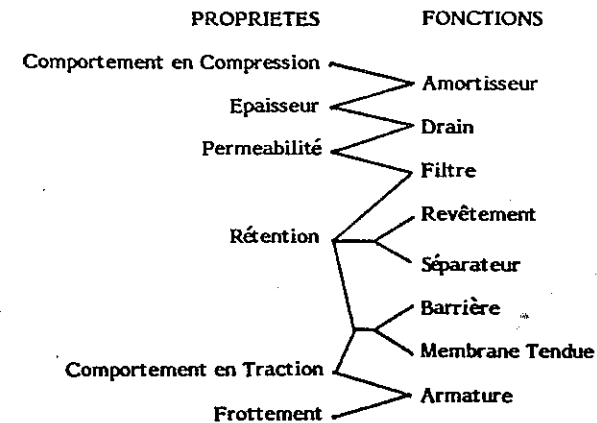 PROPRIETES FONCTIONS
Comportement en Compression
Amortisseur
Epaisseur
Drain
Permeabilité
Filtre
Revêtement
Rétention
Séparateur
Barrière
Membrane Tendue
Comportement en Traction
Armature
Frottement